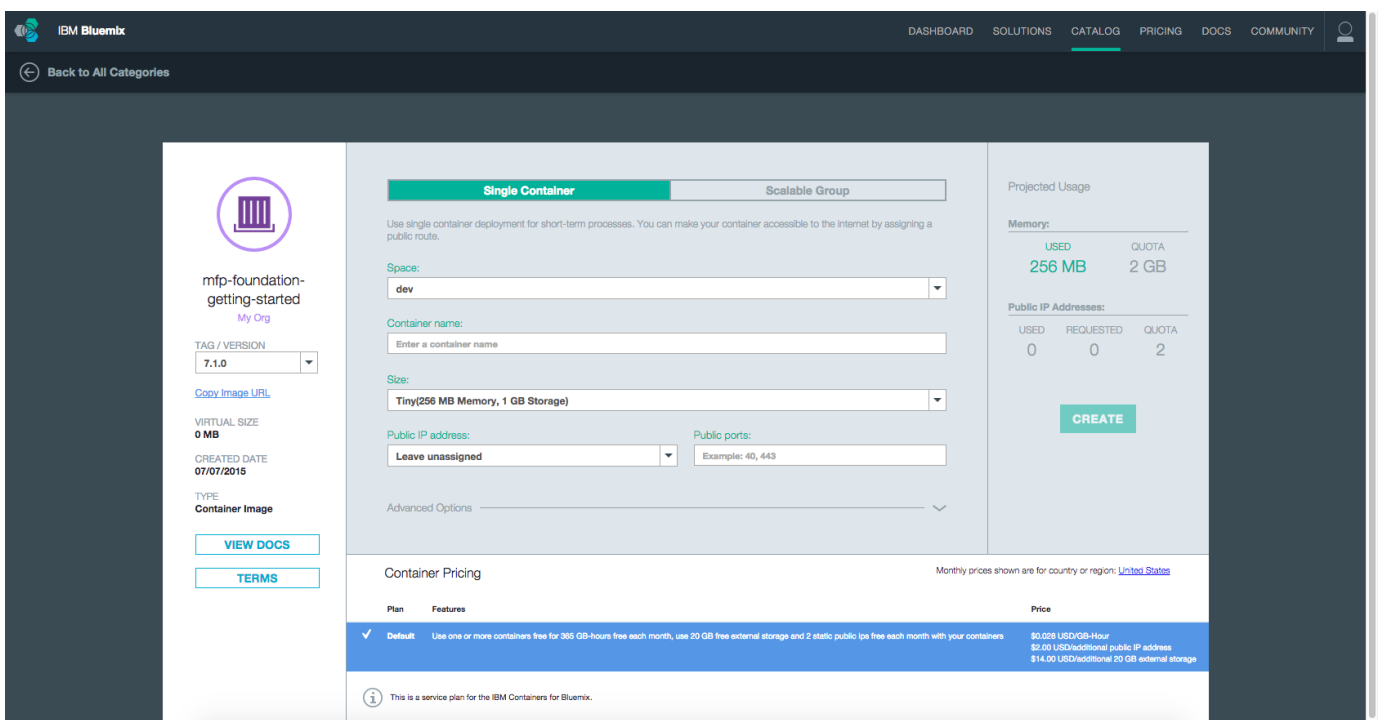 IBM Bluemix
DASHBOARD SOLUTIONS CATALOG PRICING DOCS COMMUNITY
Back to All Categories
mfp-foundation-
getting-started
My Org
TAG / VERSION
7.1.0
Copy Image URL
VIRTUAL SIZE
0 MB
CREATED DATE
07/07/2015
TYPE
Container Image
VIEW DOCS
TERMS
Single Container Scalable Group
Use single container deployment for short-term processes. You can make your container accessible to the internet by assigning a
public route.
Space:
dev
Container name:
Enter a container name
Size:
Tiny(256 MB Memory, 1 GB Storage)
Public IP address: Public ports:
Leave unassigned Example: 40, 443
Advanced Options
Projected Usage
Memory:
USED QUOTA
256 MB 2 GB
Public IP Addresses:
USED REQUESTED QUOTA
0 0 2
CREATE
Container Pricing Monthly prices shown are for country or region: United States
Plan Features Price
Default Use one or more containers free for 365 GB-hours free each month, use 20 GB free external storage and 2 static public ips free each month with your containers $0.028 USD/GB-Hour
$2.00 USD/additional public IP address
$14.00 USD/additional 20 GB external storage
This is a service plan for the IBM Containers for Bluemix.